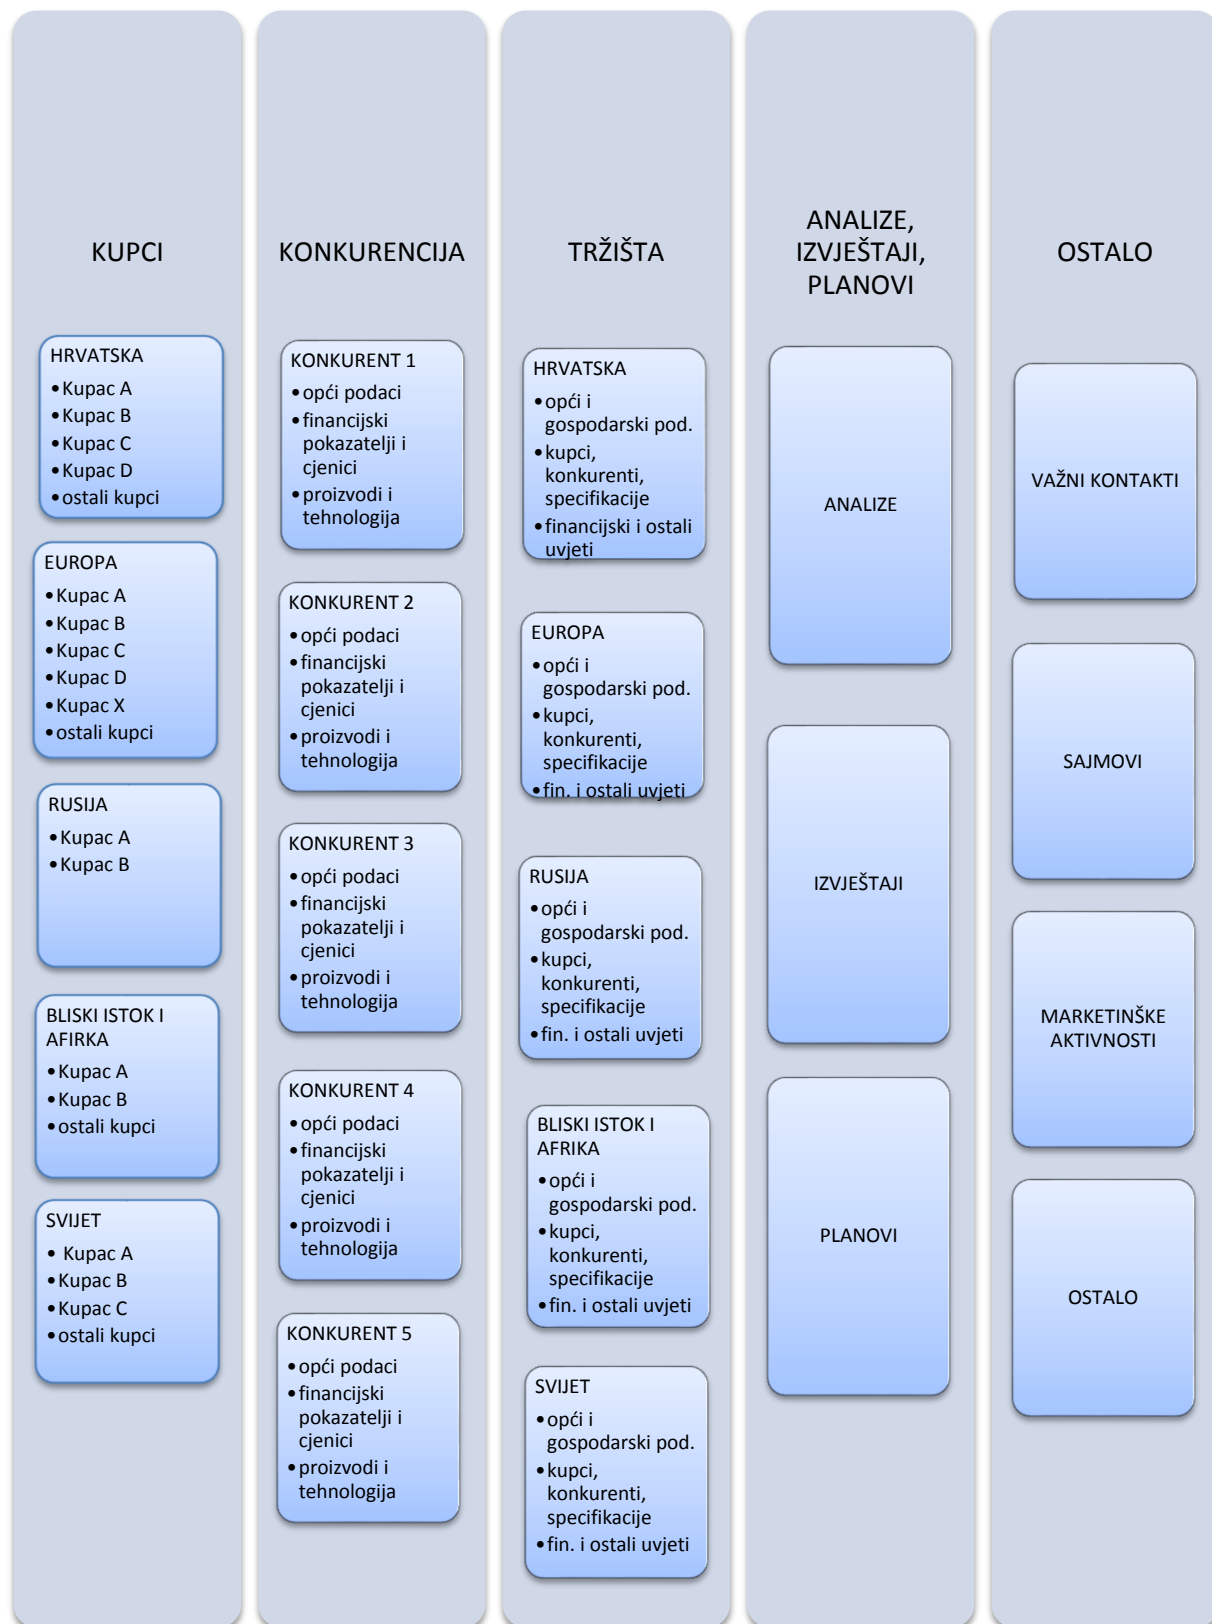 KUPCI
HRVATSKA
•Kupac A
•Kupac B
•Kupac C
•Kupac D
•ostali kupci
EUROPA
•Kupac A
•Kupac B
•Kupac C
•Kupac D
•Kupac X
•ostali kupci
RUSIJA
•Kupac A
•Kupac B
BLISKI ISTOK I
AFIRKA
•Kupac A
•Kupac B
•ostali kupci
SVIJET
• Kupac A
•Kupac B
•Kupac C
•ostali kupci
KONKURENCIJA
KONKURENT 1
•opći podaci
•financijski
pokazatelji i
cjenici
•proizvodi i
tehnologija
KONKURENT 2
•opći podaci
•financijski
pokazatelji i
cjenici
•proizvodi i
tehnologija
KONKURENT 3
•opći podaci
•financijski
pokazatelji i
cjenici
•proizvodi i
tehnologija
KONKURENT 4
•opći podaci
•financijski
pokazatelji i
cjenici
•proizvodi i
tehnologija
KONKURENT 5
•opći podaci
•financijski
pokazatelji i
cjenici
•proizvodi i
tehnologija
TRŽIŠTA
HRVATSKA
•opći i
gospodarski pod.
•kupci,
konkurenti,
specifikacije
•financijski i ostali
uvjeti
EUROPA
•opći i
gospodarski pod.
•kupci,
konkurenti,
specifikacije
•fin. i ostali uvjeti
RUSIJA
•opći i
gospodarski pod.
•kupci,
konkurenti,
specifikacije
•fin. i ostali uvjeti
BLISKI ISTOK I
AFRIKA
•opći i
gospodarski pod.
•kupci,
konkurenti,
specifikacije
•fin. i ostali uvjeti
SVIJET
•opći i
gospodarski pod.
•kupci,
konkurenti,
specifikacije
•fin. i ostali uvjeti
ANALIZE,
IZVJEŠTAJI,
PLANOVI
ANALIZE
IZVJEŠTAJI
PLANOVI
OSTALO
VAŽNI KONTAKTI
SAJMOVI
MARKETINŠKE
AKTIVNOSTI
OSTALO